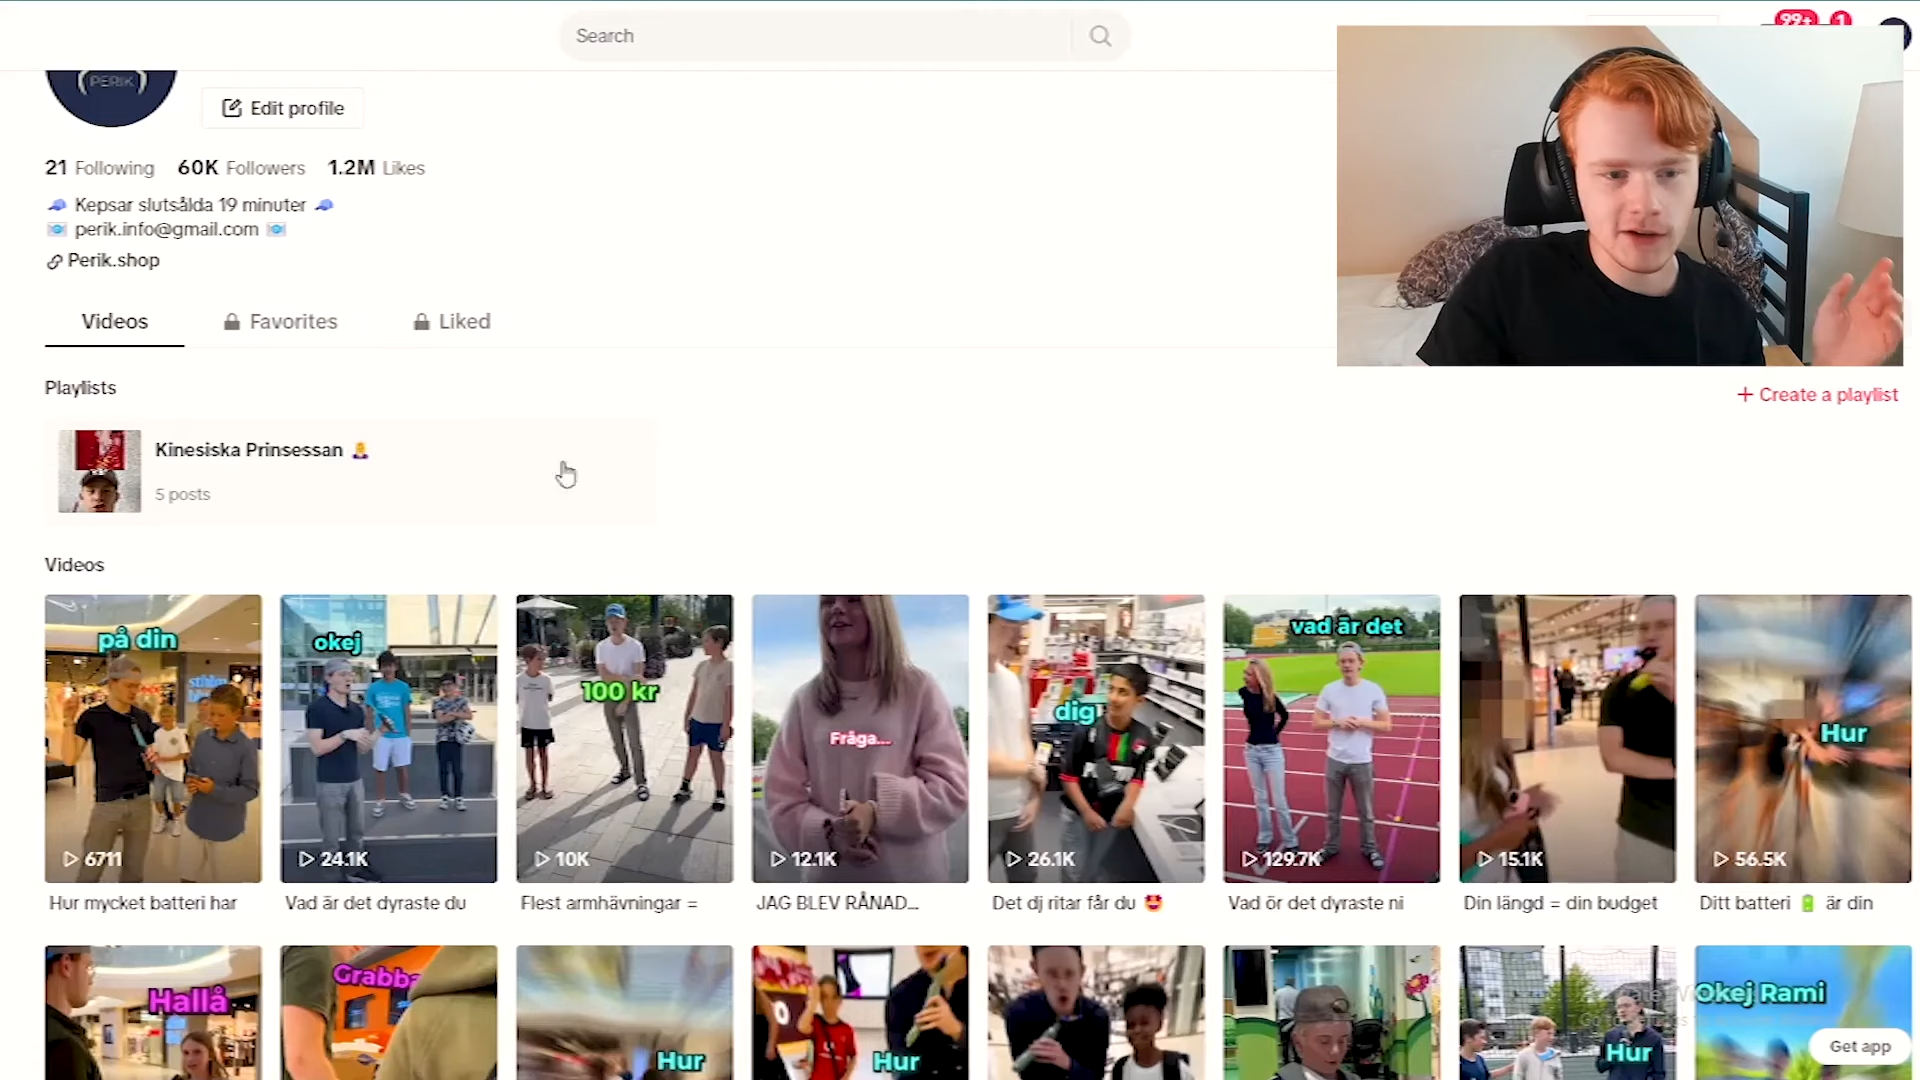 Search
99+ 1
PERIK
Edit profile
21 Following 60K Followers 1.2M Likes
Kepsar slutsålda 19 minuter
perik.info@gmail.com
Perik.shop
Videos Favorites Liked
Playlists
+ Create a playlist
Kinesiska Prinsessan
5 posts
Videos
på din
okej
100 kr
Fråga...
dig
vad är det
Hur
6711 24.1K 10K 12.1K 26.1K 129.7K 15.1K 56.5K
Hur mycket batteri har
Vad är det dyraste du
Flest armhävningar =
JAG BLEV RÅNAD...
Det dj ritar får du
Vad ör det dyraste ni
Din längd = din budget
Ditt batteri är din
Hallå
Grabba
Hur
Hur
Hur
Okej Rami
Get app